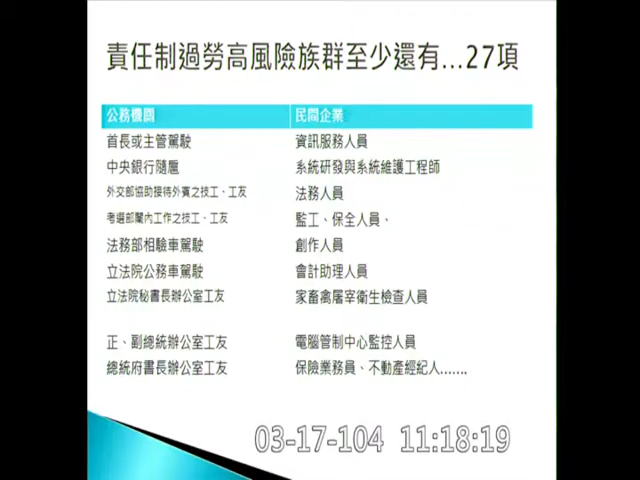 責任制過勞高風險族群至少還有...27項
公務機關 民間企業
首長或主管駕駛 資訊服務人員
中央銀行隨扈 系統研發與系統維護工程師
外交部協助接待外賓之技工、工友 法務人員
考選部闈內工作之技工、工友 監工、保全人員、
法務部相驗車駕駛 創作人員
立法院公務車駕駛 會計助理人員
立法院秘書長辦公室工友 家畜禽屠宰衛生檢查人員
正、副總統辦公室工友 電腦管制中心監控人員
總統府書長辦公室工友 保險業務員、不動產經紀人.......
03-17-104 11:18:19